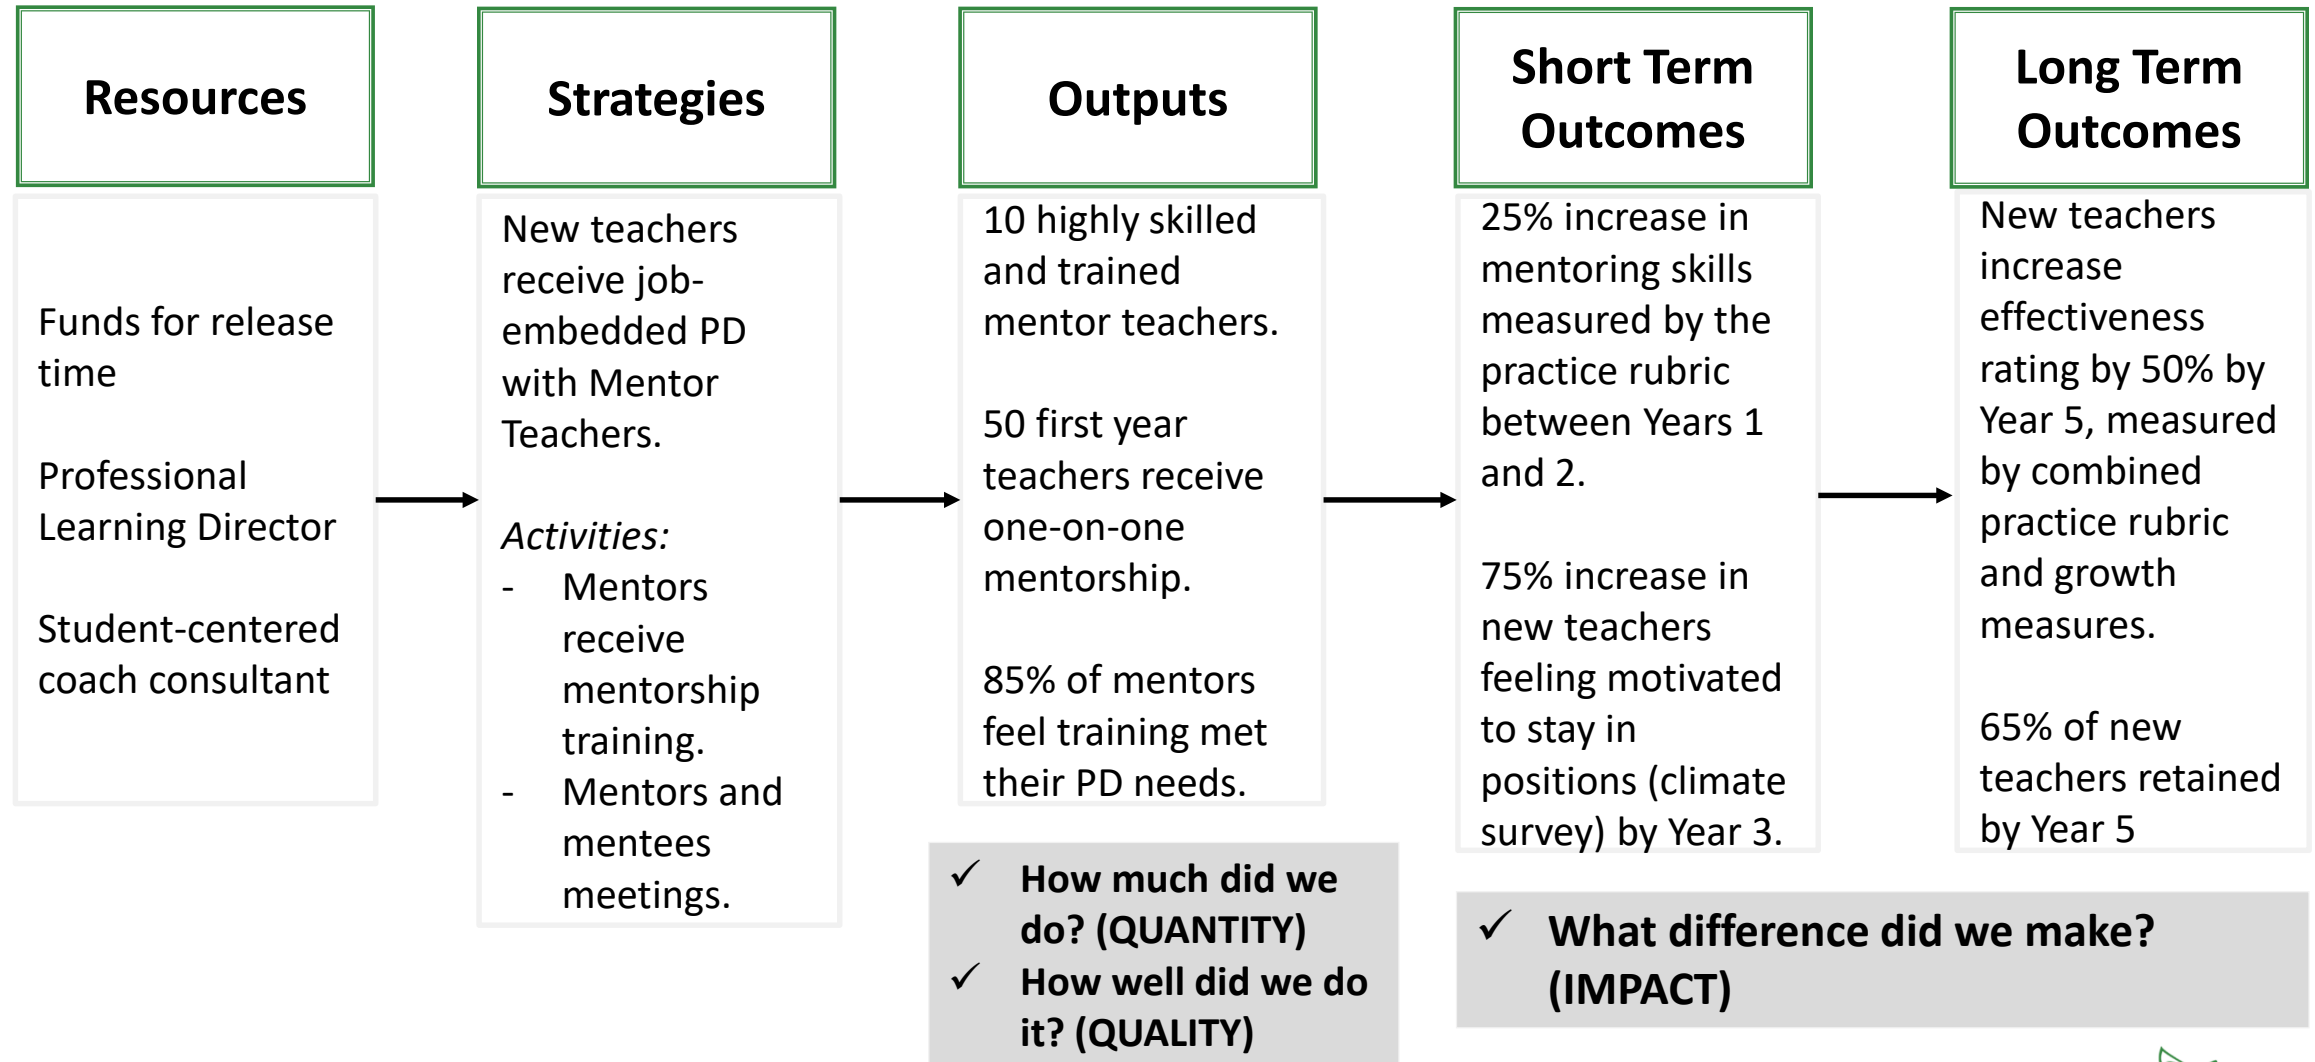 Resources
Funds for release
time
Professional
Learning Director
Student-centered
coach consultant
Strategies
New teachers
receive job-
embedded PD
with Mentor
Teachers.
Activities:
- Mentors
receive
mentorship
training.
- Mentors and
mentees
meetings.
Outputs
10 highly skilled
and trained
mentor teachers.
50 first year
teachers receive
one-on-one
mentorship.
85% of mentors
feel training met
their PD needs.
✓ How much did we
do? (QUANTITY)
✓ How well did we do
it? (QUALITY)
Short Term
Outcomes
25% increase in
mentoring skills
measured by the
practice rubric
between Years 1
and 2.
75% increase in
new teachers
feeling motivated
to stay in
positions (climate
survey) by Year 3.
Long Term
Outcomes
New teachers
increase
effectiveness
rating by 50% by
Year 5, measured
by combined
practice rubric
and growth
measures.
65% of new
teachers retained
by Year 5
✓ What difference did we make?
(IMPACT)